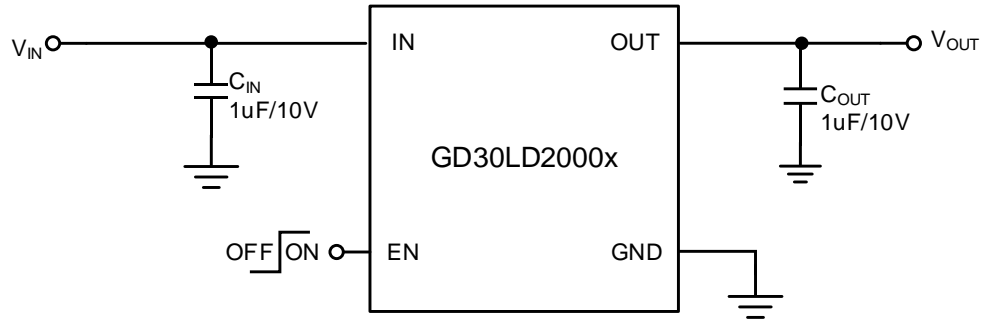 IN
OUT
VIN
VOUT
CIN
1uF/10V
COUT
1uF/10V
GD30LD2000x
OFF ON
EN
GND